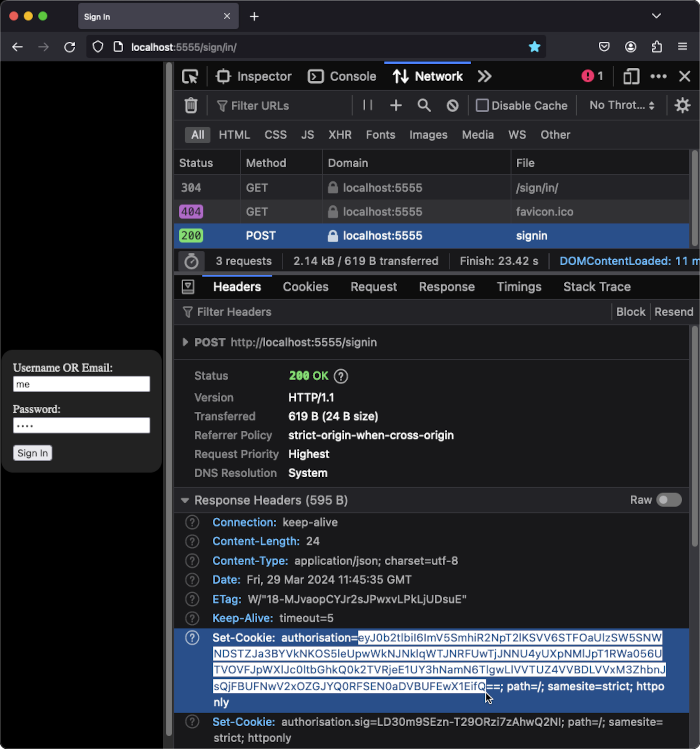 Sign In
localhost:5555/sign/in/
Inspector
Console
Network
1
Filter URLs
Disable Cache
No Throt...
All HTML CSS JS XHR Fonts Images Media WS Other
Status Method Domain File
304 GET localhost:5555 /sign/in/
404 GET localhost:5555 favicon.ico
200 POST localhost:5555 signin
3 requests 2.14 kB / 619 B transferred Finish: 23.42 s DOMContentLoaded: 11 m
Headers Cookies Request Response Timings Stack Trace
Filter Headers Block Resend
POST http://localhost:5555/signin
Status 200 OK
Version HTTP/1.1
Transferred 619 B (24 B size)
Referrer Policy strict-origin-when-cross-origin
Request Priority Highest
DNS Resolution System
Response Headers (595 B) Raw
Connection: keep-alive
Content-Length: 24
Content-Type: application/json; charset=utf-8
Date: Fri, 29 Mar 2024 11:45:35 GMT
ETag: W/"18-MJvaopCYJr2sJPwxvLPkLjUDsuE"
Keep-Alive: timeout=5
Set-Cookie: authorisation=
==; path=/; samesite=strict; httpo
nly
Set-Cookie: authorisation.sig=LD30m9SEzn-T29ORzi7zAhwQ2NI; path=/; samesite=
strict; httponly
Username OR Email:
me
Password:
Sign In